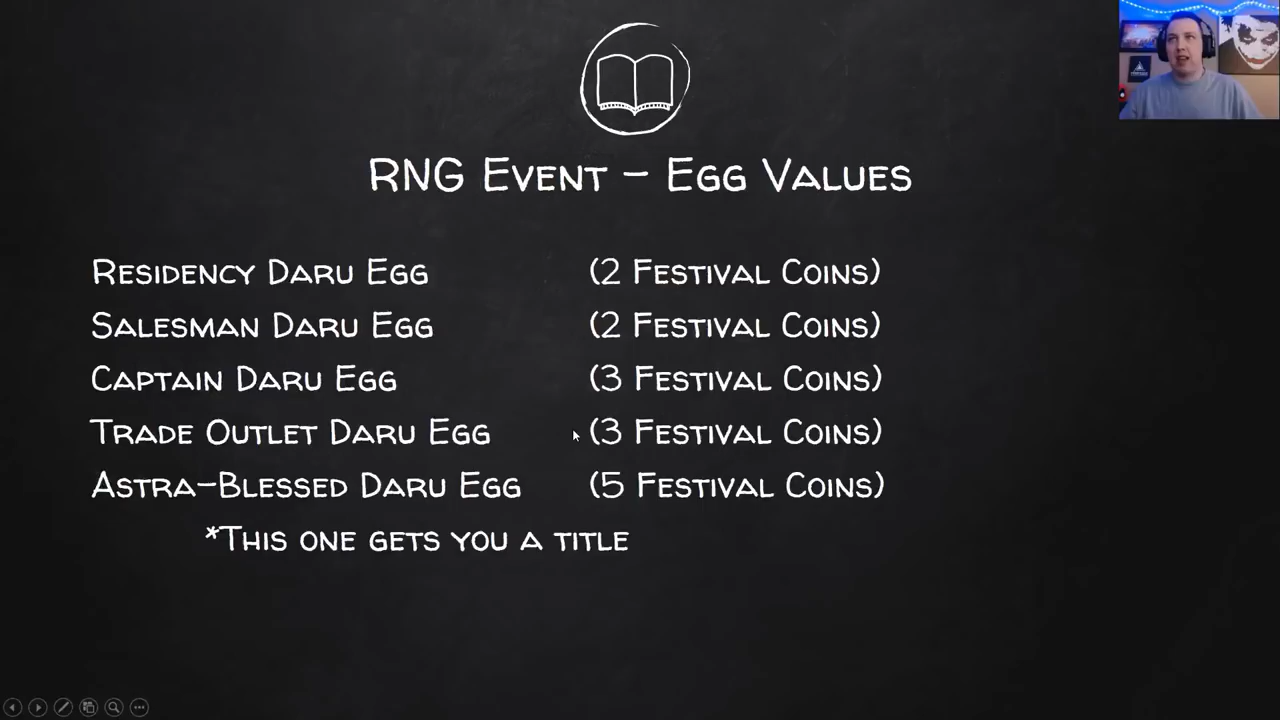 RNG Event - Egg Values
Residency Daru Egg (2 Festival Coins)
Salesman Daru Egg (2 Festival Coins)
Captain Daru Egg (3 Festival Coins)
Trade Outlet Daru Egg (3 Festival Coins)
Astra-Blessed Daru Egg (5 Festival Coins)
*This one gets you a title